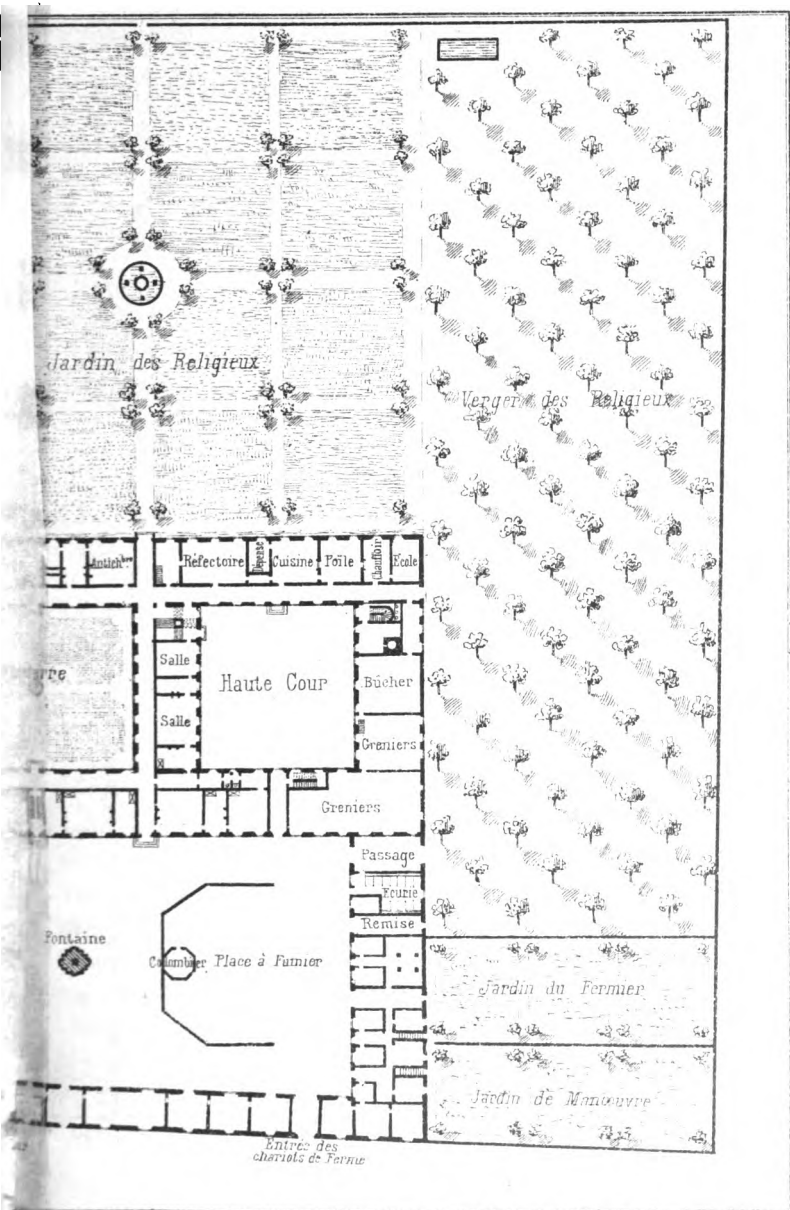 Jardin des Religieux
Verger des Religieux
Antichbre
Réfectoire
Dépense
Cuisine
Poële
Chauffoir
Ecole
Salle
Haute Cour
Bûcher
Salle
Greniers
Greniers
Passage
Ecurie
Remise
Fontaine
Colombier
Place à Fumier
Jardin du Fermier
Jardin de Manœuvre
Entrée des
chariots de Ferme